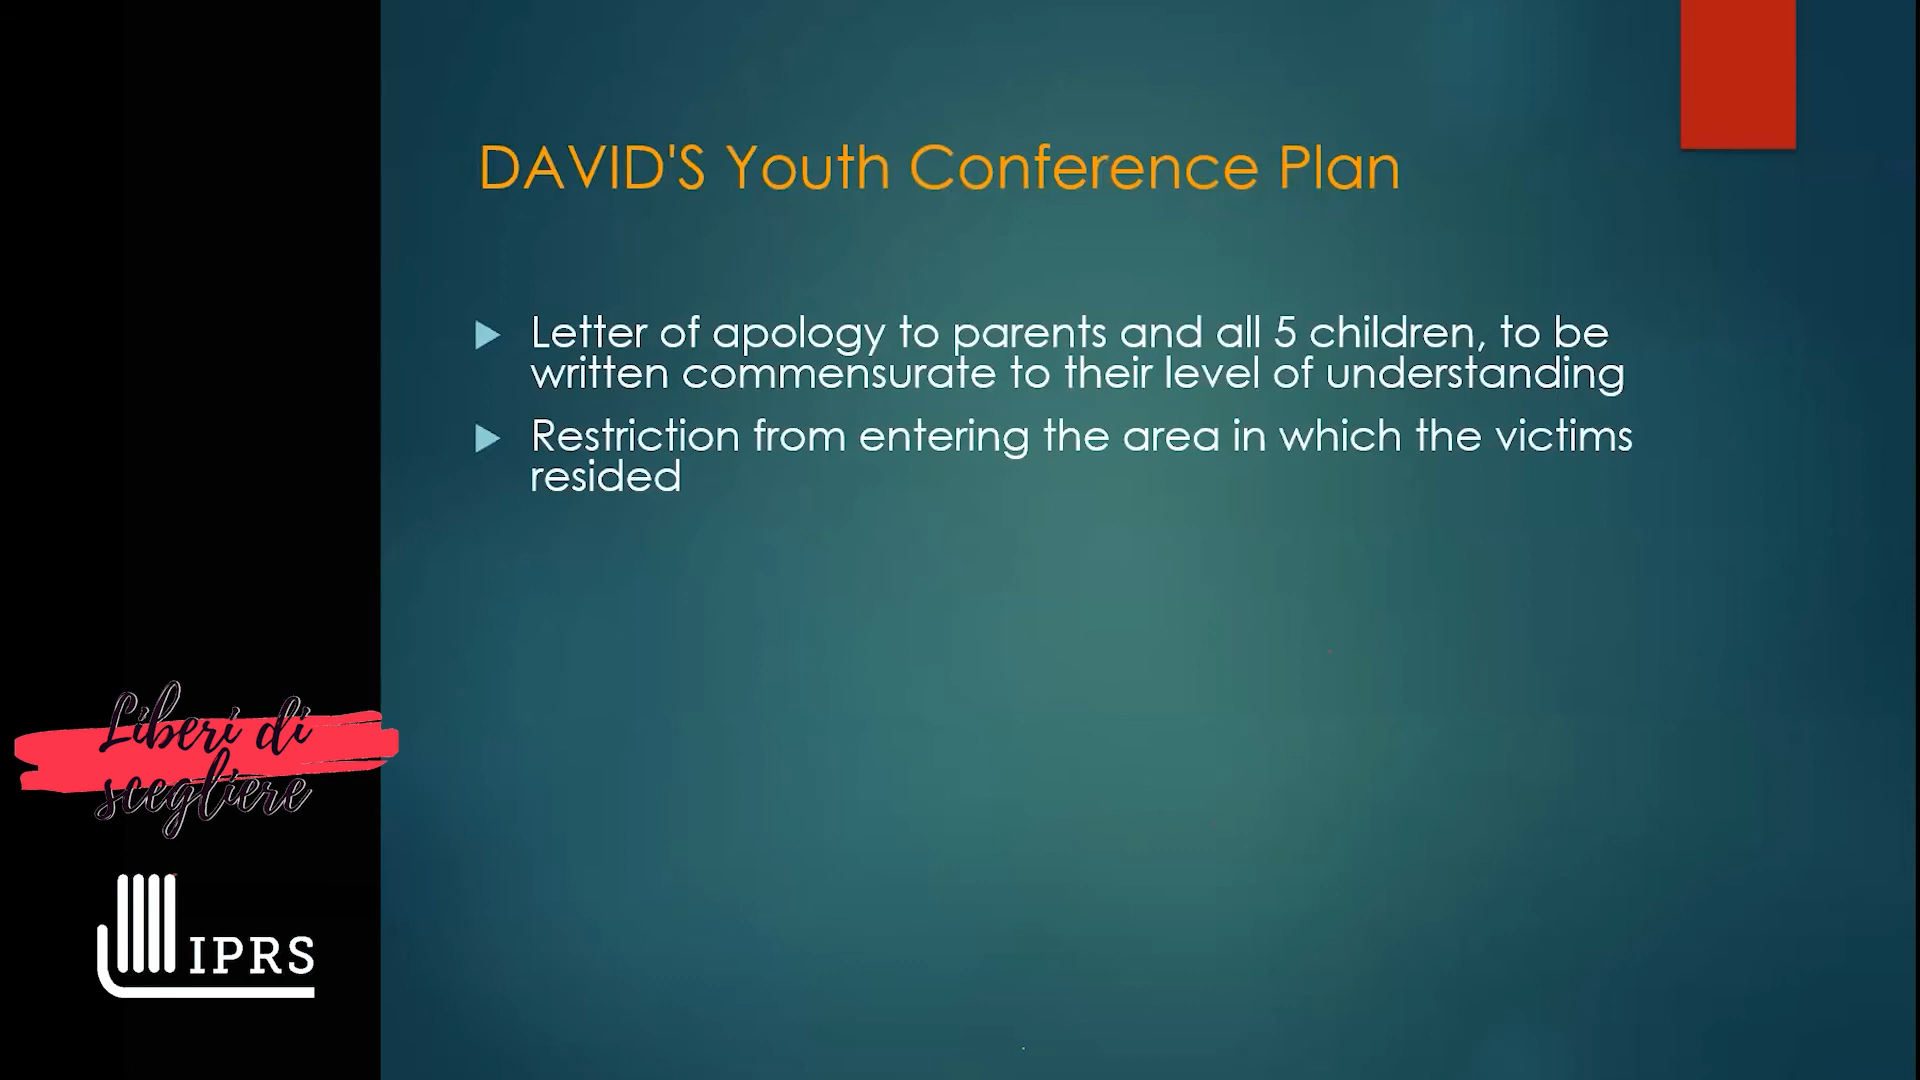 DAVID'S Youth Conference Plan
Letter of apology to parents and all 5 children, to be
written commensurate to their level of understanding
Restriction from entering the area in which the victims
resided
Liberi di
scegliere
IPRS